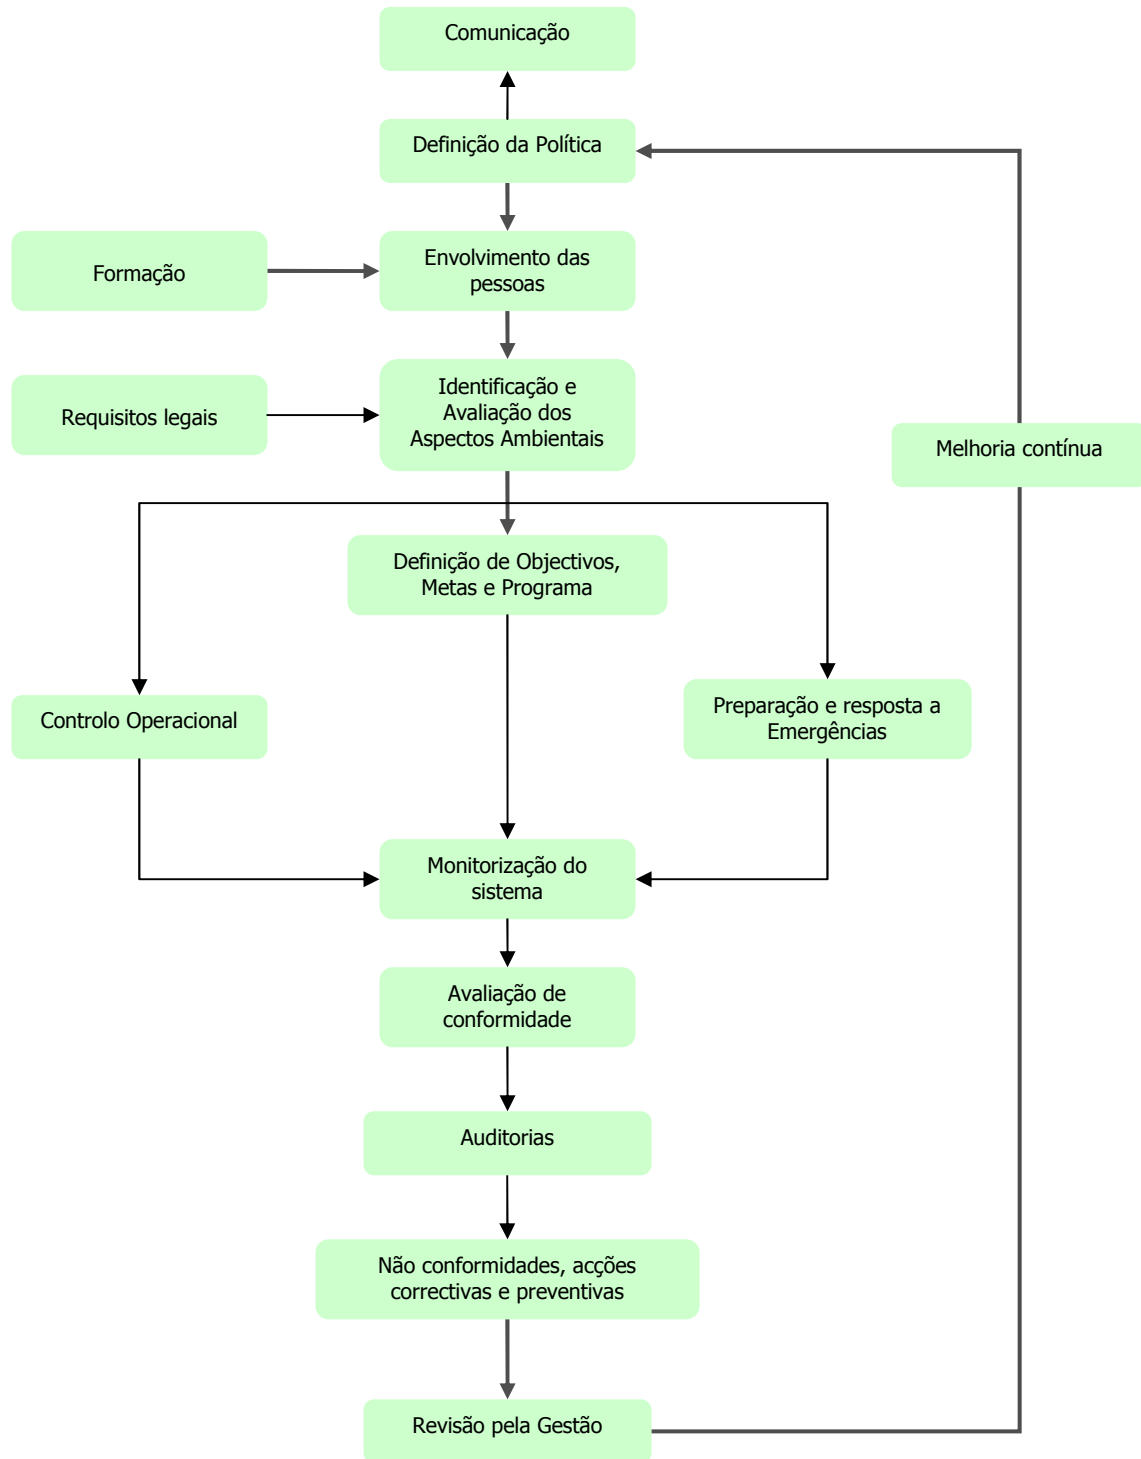 Comunicação
Definição da Política
Envolvimento das
pessoas
Formação
Identificação e
Avaliação dos
Aspectos Ambientais
Requisitos legais
Melhoria contínua
Definição de Objectivos,
Metas e Programa
Controlo Operacional
Preparação e resposta a
Emergências
Monitorização do
sistema
Avaliação de
conformidade
Auditorias
Não conformidades, acções
correctivas e preventivas
Revisão pela Gestão